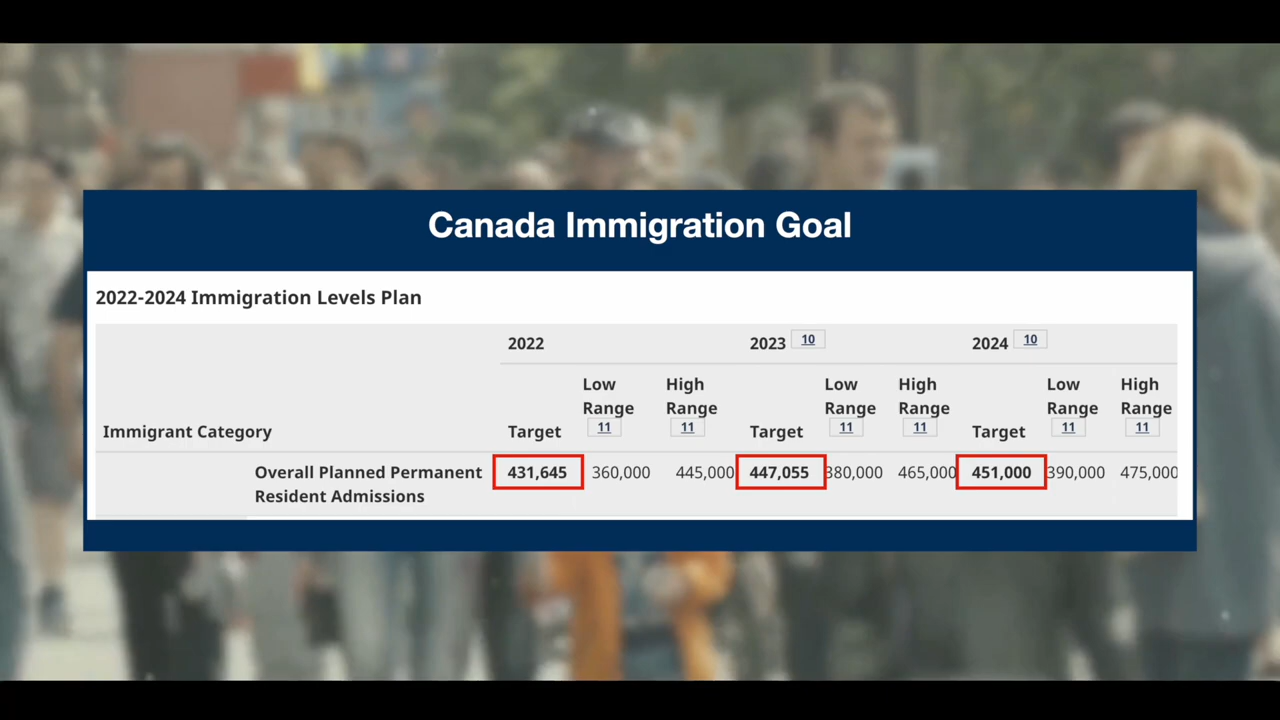 Canada Immigration Goal
2022-2024 Immigration Levels Plan
2022 2023 10 2024 10
Low High Low High Low High
Range Range Range Range Range Range
11 11 11 11 11 11
Immigrant Category Target Target Target
Overall Planned Permanent 431,645 360,000 445,000 447,055 380,000 465,000 451,000 390,000 475,000
Resident Admissions